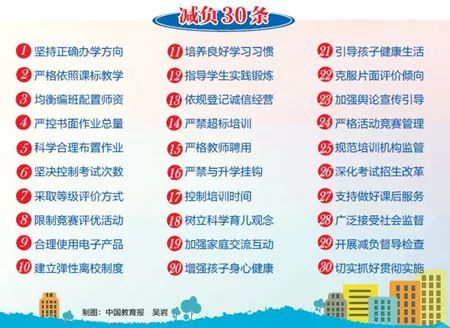 减负30条
1 坚持正确办学方向
2 严格依照课标教学
3 均衡编班配置师资
4 严控书面作业总量
5 科学合理布置作业
6 坚决控制考试次数
7 采取等级评价方式
8 限制竞赛评优活动
9 合理使用电子产品
10 建立弹性离校制度
11 培养良好学习习惯
12 指导学生实践锻炼
13 依规登记诚信经营
14 严禁超标培训
15 严格教师聘用
16 严禁与升学挂钩
17 控制培训时间
18 树立科学育儿观念
19 加强家庭交流互动
20 增强孩子身心健康
21 引导孩子健康生活
22 克服片面评价倾向
23 加强舆论宣传引导
24 严格活动竞赛管理
25 规范培训机构监管
26 深化考试招生改革
27 支持做好课后服务
28 广泛接受社会监督
29 开展减负督导检查
30 切实抓好贯彻实施
制图：中国教育报 吴岩